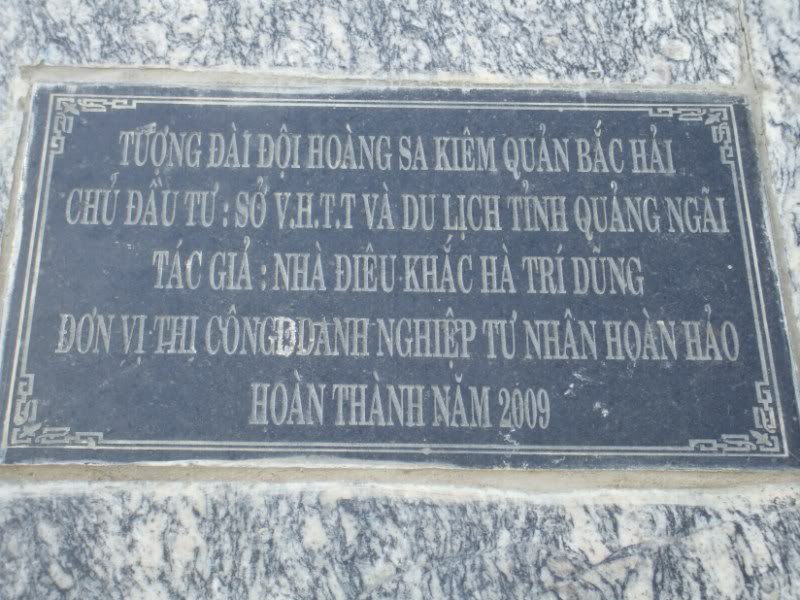 TƯỢNG ĐÀI ĐỘI HOÀNG SA KIÊM QUẢN BẮC HẢI
CHỦ ĐẦU TƯ : SỞ V.H.T.T VÀ DU LỊCH TỈNH QUẢNG NGÃI
TÁC GIẢ : NHÀ ĐIÊU KHẮC HÀ TRÍ DŨNG
ĐƠN VỊ THI CÔNG DANH NGHIỆP TƯ NHÂN HOÀN HẢO
HOÀN THÀNH NĂM 2009